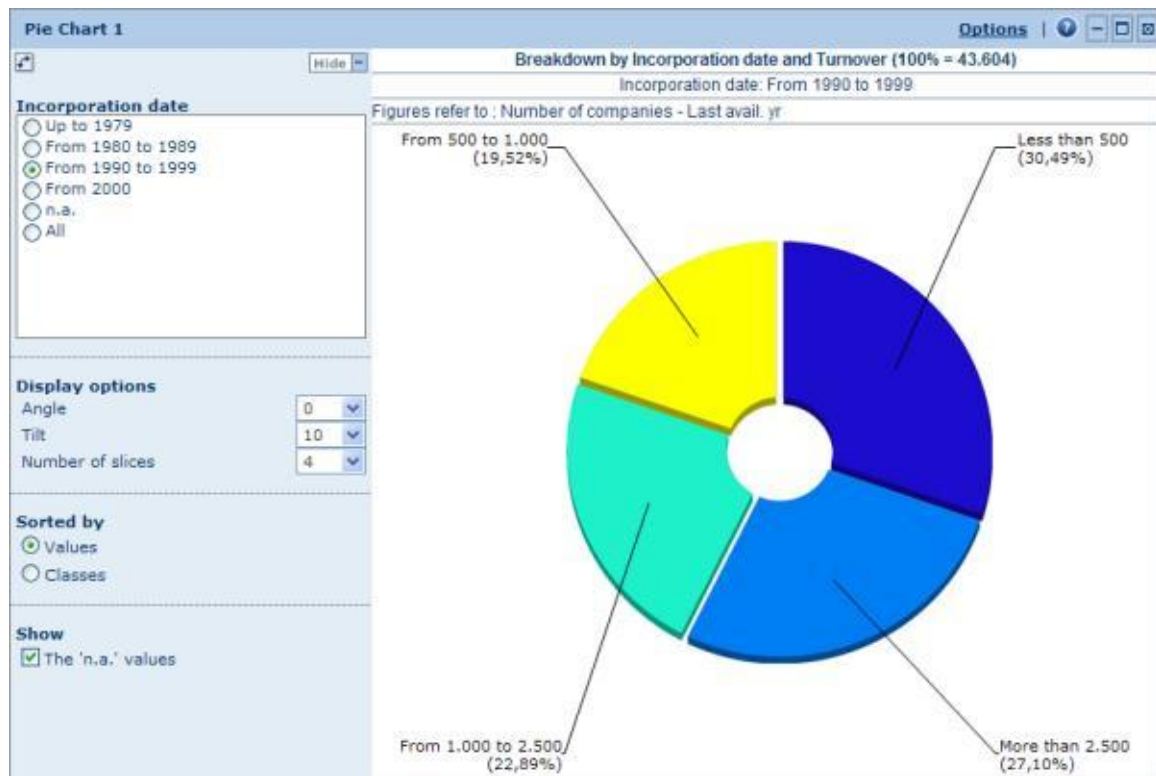 Pie Chart 1
Options | ?
Hide
Incorporation date
Up to 1979
From 1980 to 1989
From 1990 to 1999
From 2000
n.a.
All
Display options
Angle 0
Tilt 10
Number of slices 4
Sorted by
Values
Classes
Show
The 'n.a.' values
Breakdown by Incorporation date and Turnover (100% = 43.604)
Incorporation date: From 1990 to 1999
Figures refer to : Number of companies - Last avail. yr
From 500 to 1.000
(19,52%)
Less than 500
(30,49%)
From 1.000 to 2.500
(22,89%)
More than 2.500
(27,10%)